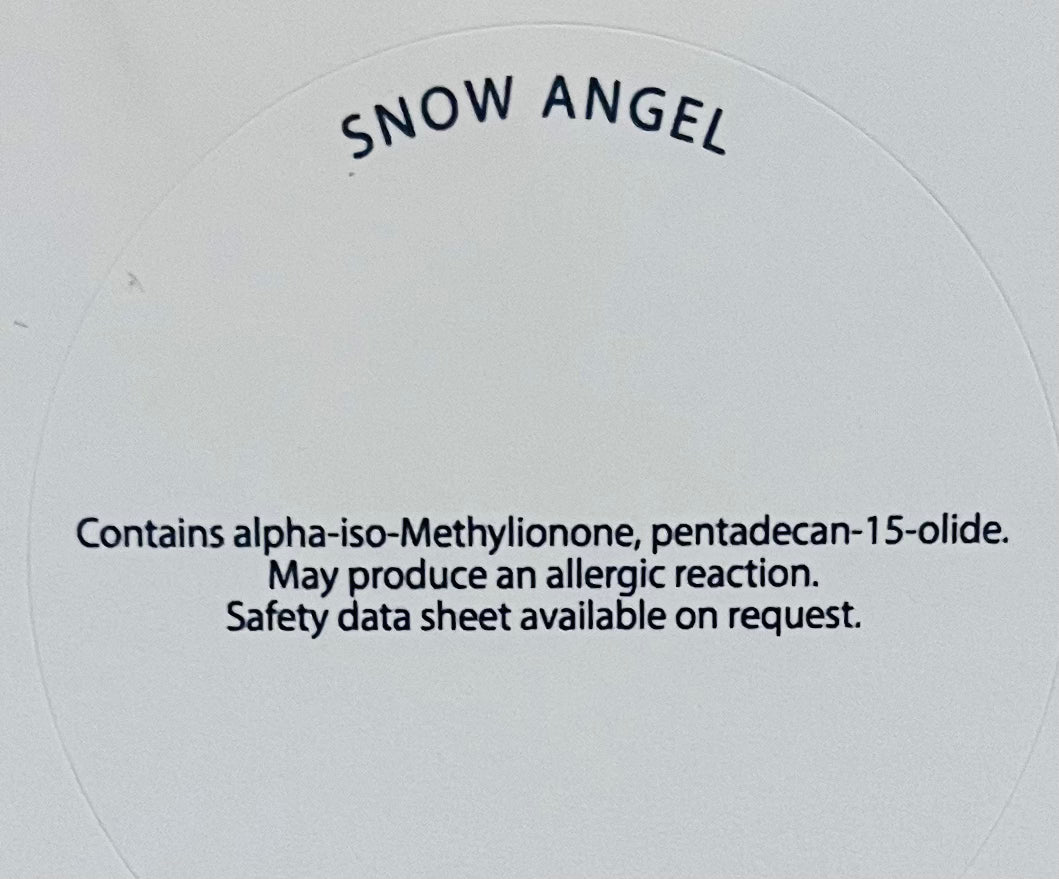 SNOW ANGEL
Contains alpha-iso-Methylionone, pentadecan-15-olide.
May produce an allergic reaction.
Safety data sheet available on request.